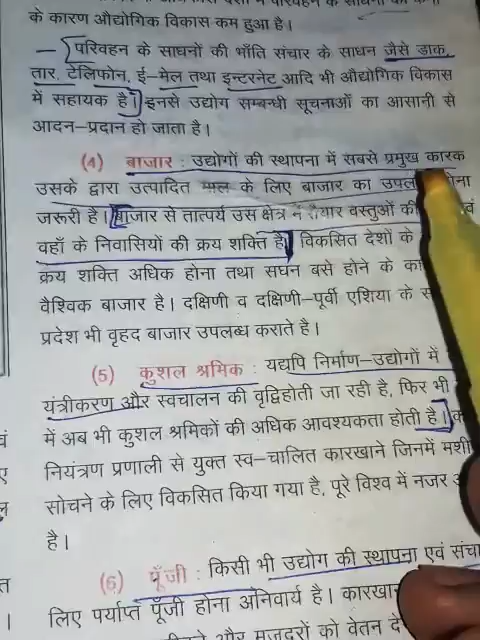 के कारण औद्योगिक विकास कम हुआ है।
परिवहन के साधनों की भाँति संचार के साधन जैसे डाक,
तार, टेलिफोन, ई-मेल तथा इन्टरनेट आदि भी औद्योगिक विकास
में सहायक है। इनसे उद्योग सम्बन्धी सूचनाओं का आसानी से
आदन-प्रदान हो जाता है।
(4) बाजार : उद्योगों की स्थापना में सबसे प्रमुख कारक
उसके द्वारा उत्पादित माल के लिए बाजार का
जरूरी है। बाजार से तात्पर्य उस क्षेत्र में तैयार वस्तुओं की
वहाँ के निवासियों की क्रय शक्ति है। विकसित देशों के
क्रय शक्ति अधिक होना तथा सघन बसे होने के
वैश्विक बाजार है। दक्षिणी व दक्षिणी-पूर्वी एशिया के
प्रदेश भी वृहद बाजार उपलब्ध कराते है।
(5) कुशल श्रमिक : यद्यपि निर्माण-उद्योगों में
यंत्रीकरण और स्वचालन की वृद्विहोती जा रही है, फिर भी
में अब भी कुशल श्रमिकों की अधिक आवश्यकता होती है।
नियंत्रण प्रणाली से युक्त स्व-चालित कारखाने जिनमें
सोचने के लिए विकसित किया गया है, पूरे विश्व में नजर
है।
(6) पूँजी : किसी भी उद्योग की स्थापना एवं
लिए पर्याप्त पूँजी होना अनिवार्य है।
और मजदूरों को वेतन